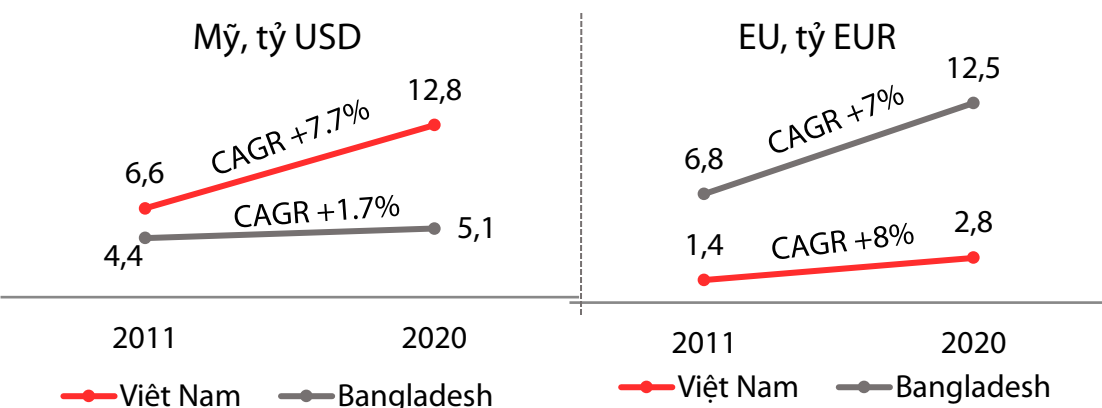 Mỹ, tỷ USD
12,8
CAGR +7.7%
6,6
CAGR +1.7%
5,1
4,4
2011 2020
Việt Nam Bangladesh
EU, tỷ EUR
12,5
CAGR +7%
6,8
2,8
CAGR +8%
1,4
2011 2020
Việt Nam Bangladesh